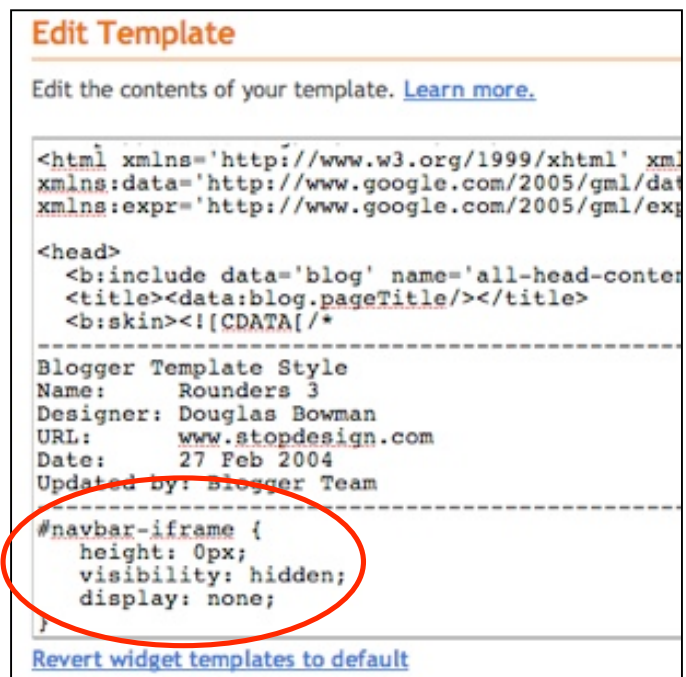 Edit Template
Edit the contents of your template. Learn more.
<html xmlns='http://www.w3.org/1999/xhtml' xml
xmlns:data='http://www.google.com/2005/gml/dat
xmlns:expr='http://www.google.com/2005/gml/exp
<head>
<b:include data='blog' name='all-head-conten
<title><data:blog.pageTitle/></title>
<b:skin><![CDATA[/*
-----------------------------------------------
Blogger Template Style
Name: Rounders 3
Designer: Douglas Bowman
URL: www.stopdesign.com
Date: 27 Feb 2004
Updated by: Blogger Team
-----------------------------------------------
#navbar-iframe {
height: 0px;
visibility: hidden;
display: none;
}
Revert widget templates to default